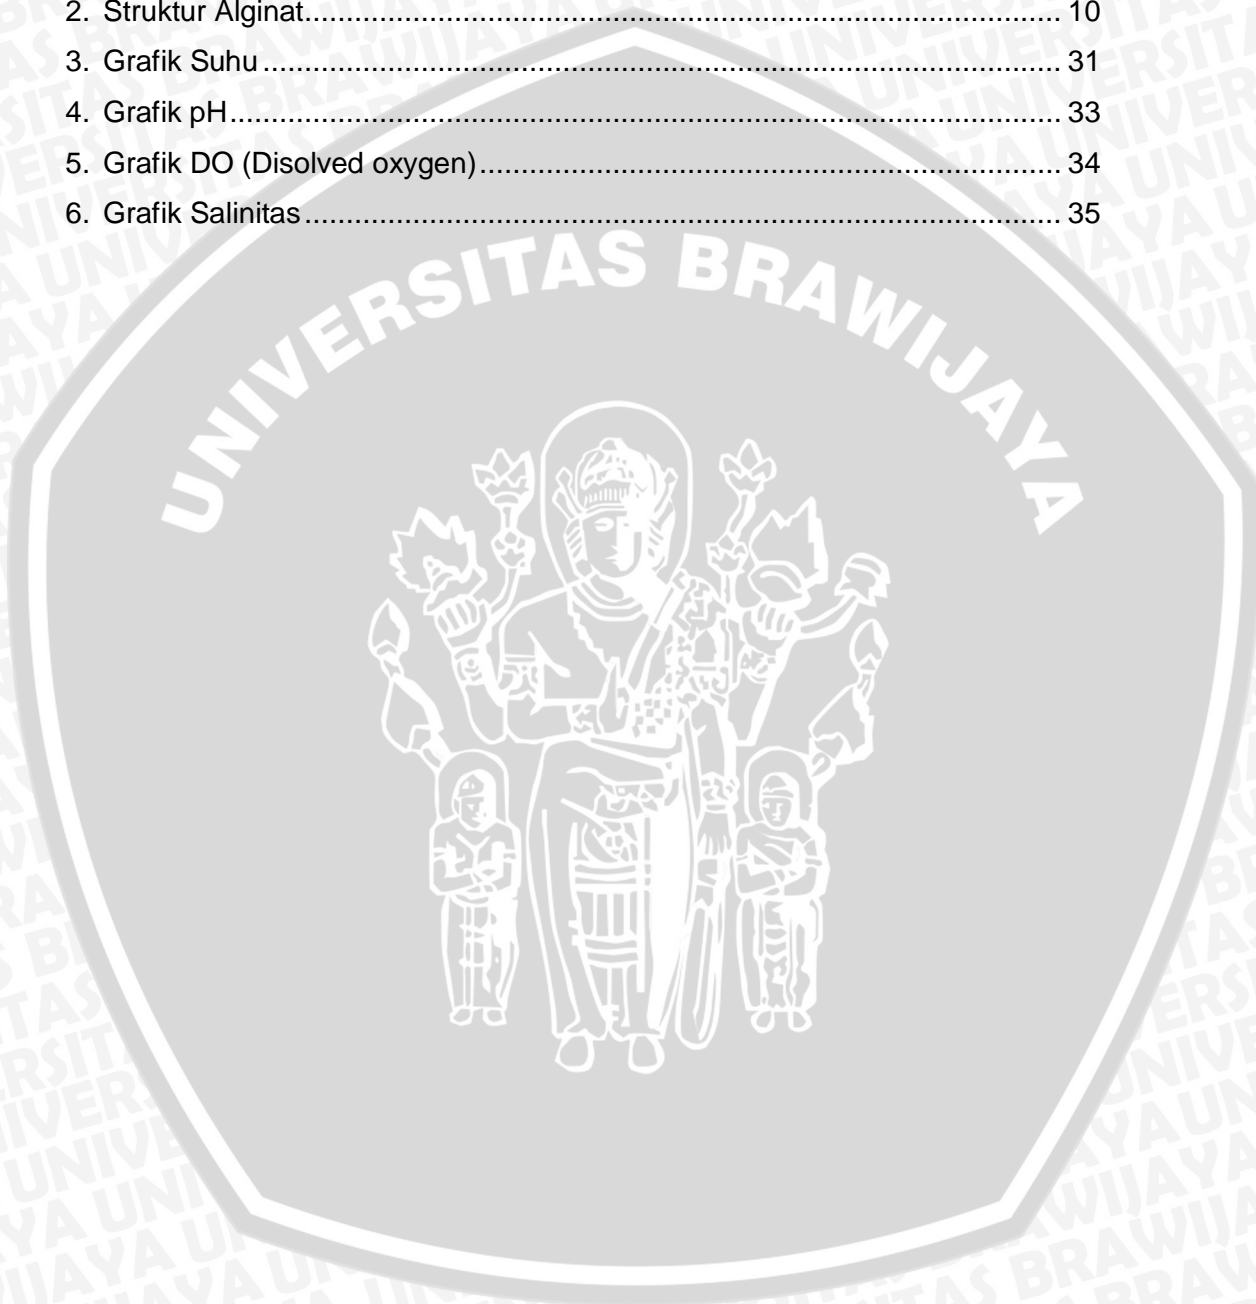 2. Struktur Alginat.......................................................................................... 10
3. Grafik Suhu............................................................................................... 31
4. Grafik pH................................................................................................... 33
5. Grafik DO (Disolved oxygen)..................................................................... 34
6. Grafik Salinitas.......................................................................................... 35
UNIVERSITAS BRAWIJAYA